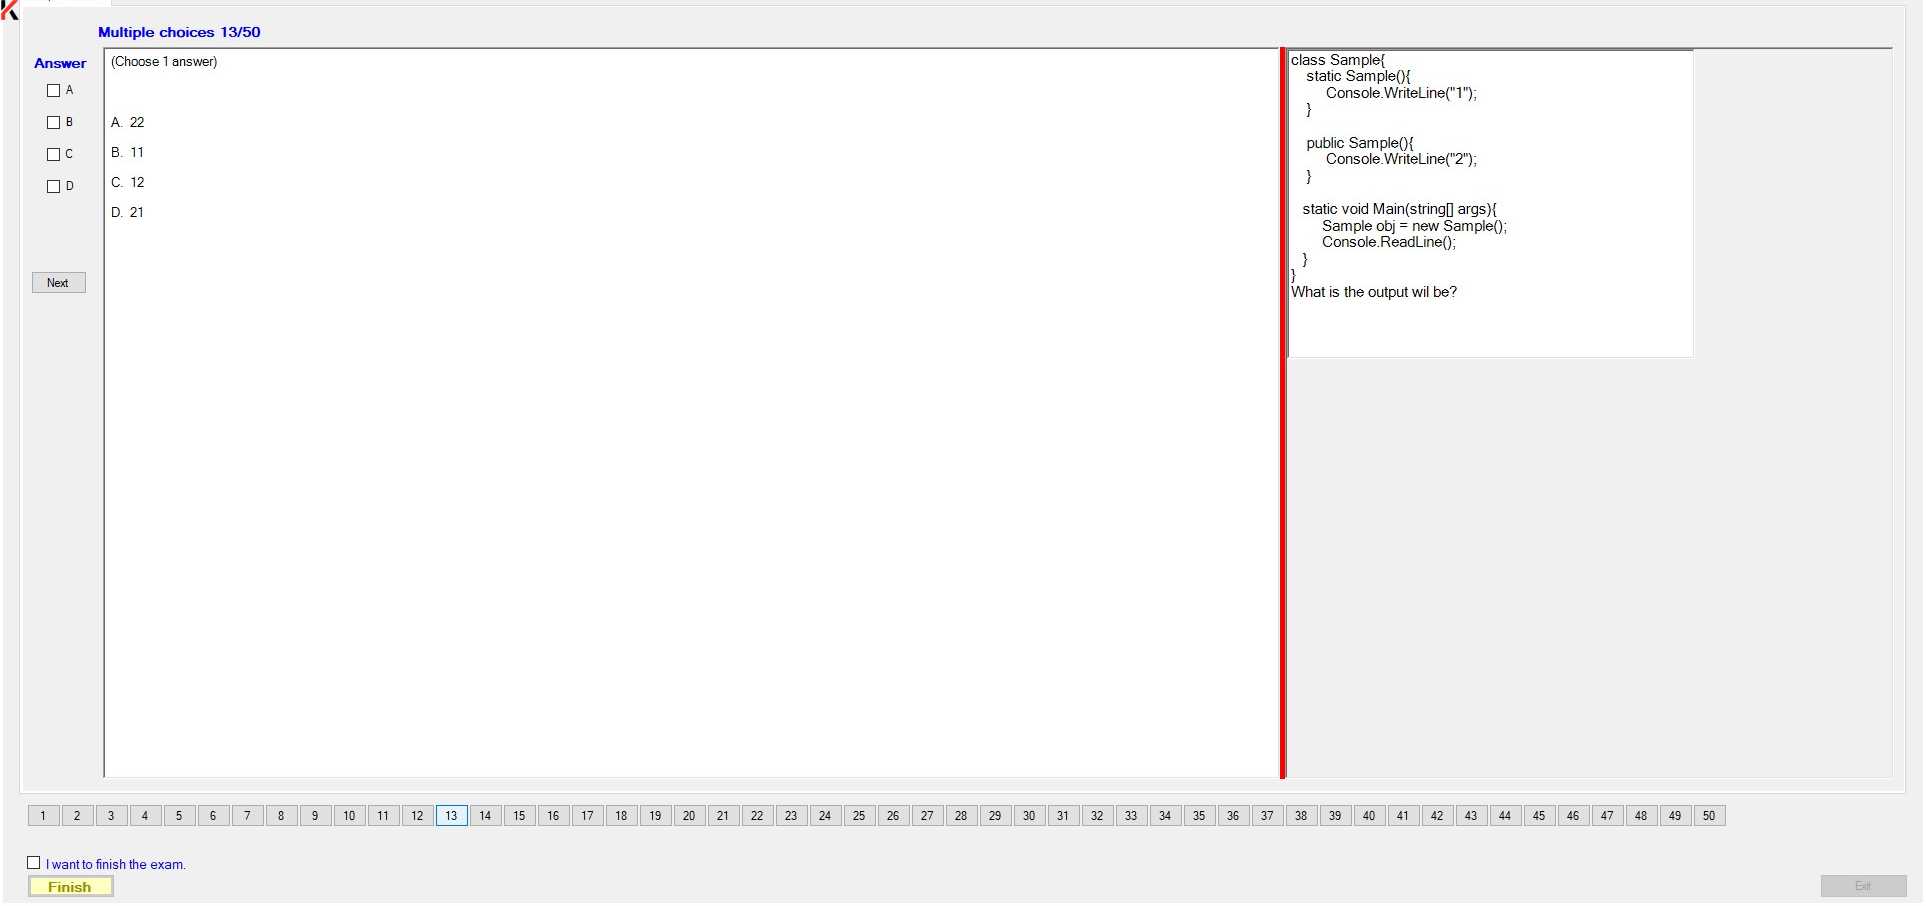 Multiple choices 13/50
Answer
A
B
C
D
Next
(Choose 1 answer)
A. 22
B. 11
C. 12
D. 21
class Sample{
static Sample(){
Console.WriteLine("1");
}
public Sample(){
Console.WriteLine("2");
}
static void Main(string[] args){
Sample obj = new Sample();
Console.ReadLine();
}
}
What is the output wil be?
1 2 3 4 5 6 7 8 9 10 11 12 13 14 15 16 17 18 19 20 21 22 23 24 25 26 27 28 29 30 31 32 33 34 35 36 37 38 39 40 41 42 43 44 45 46 47 48 49 50
I want to finish the exam.
Finish
Exit